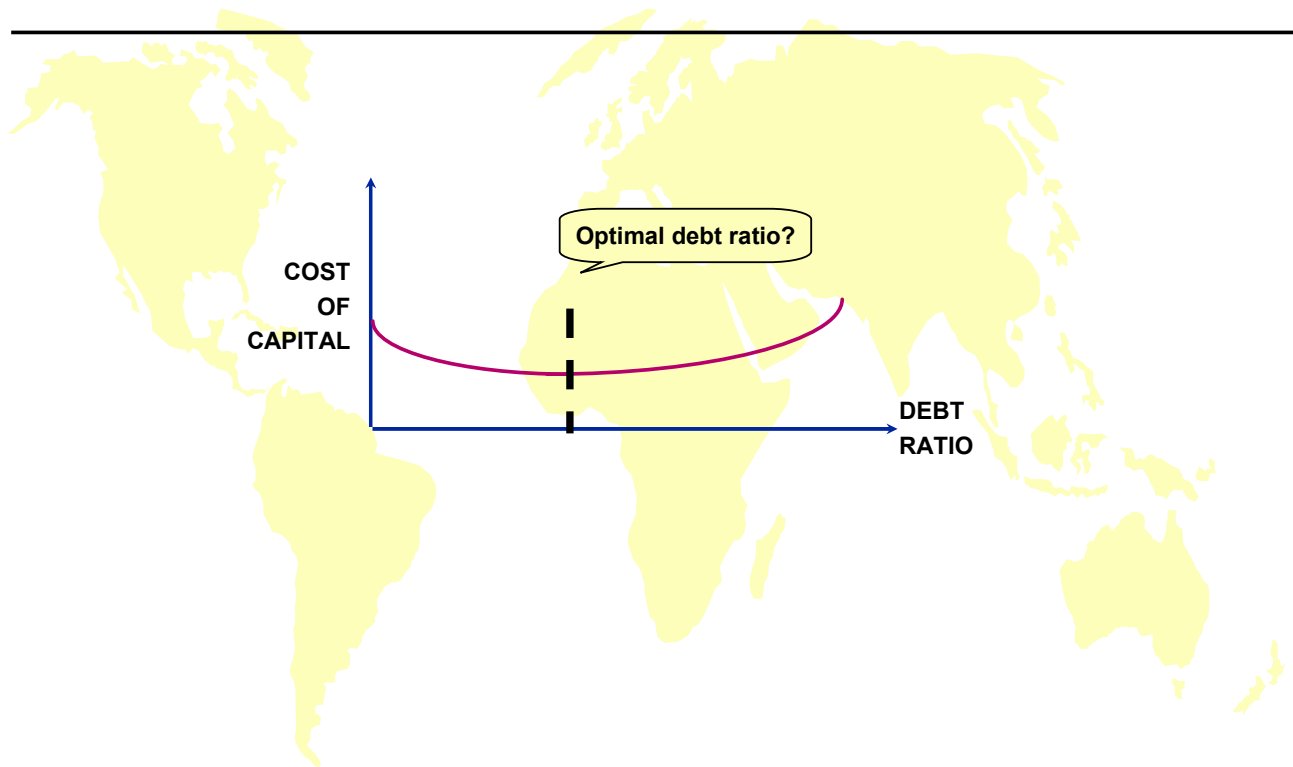 Optimal debt ratio?
COST
OF
CAPITAL
DEBT
RATIO